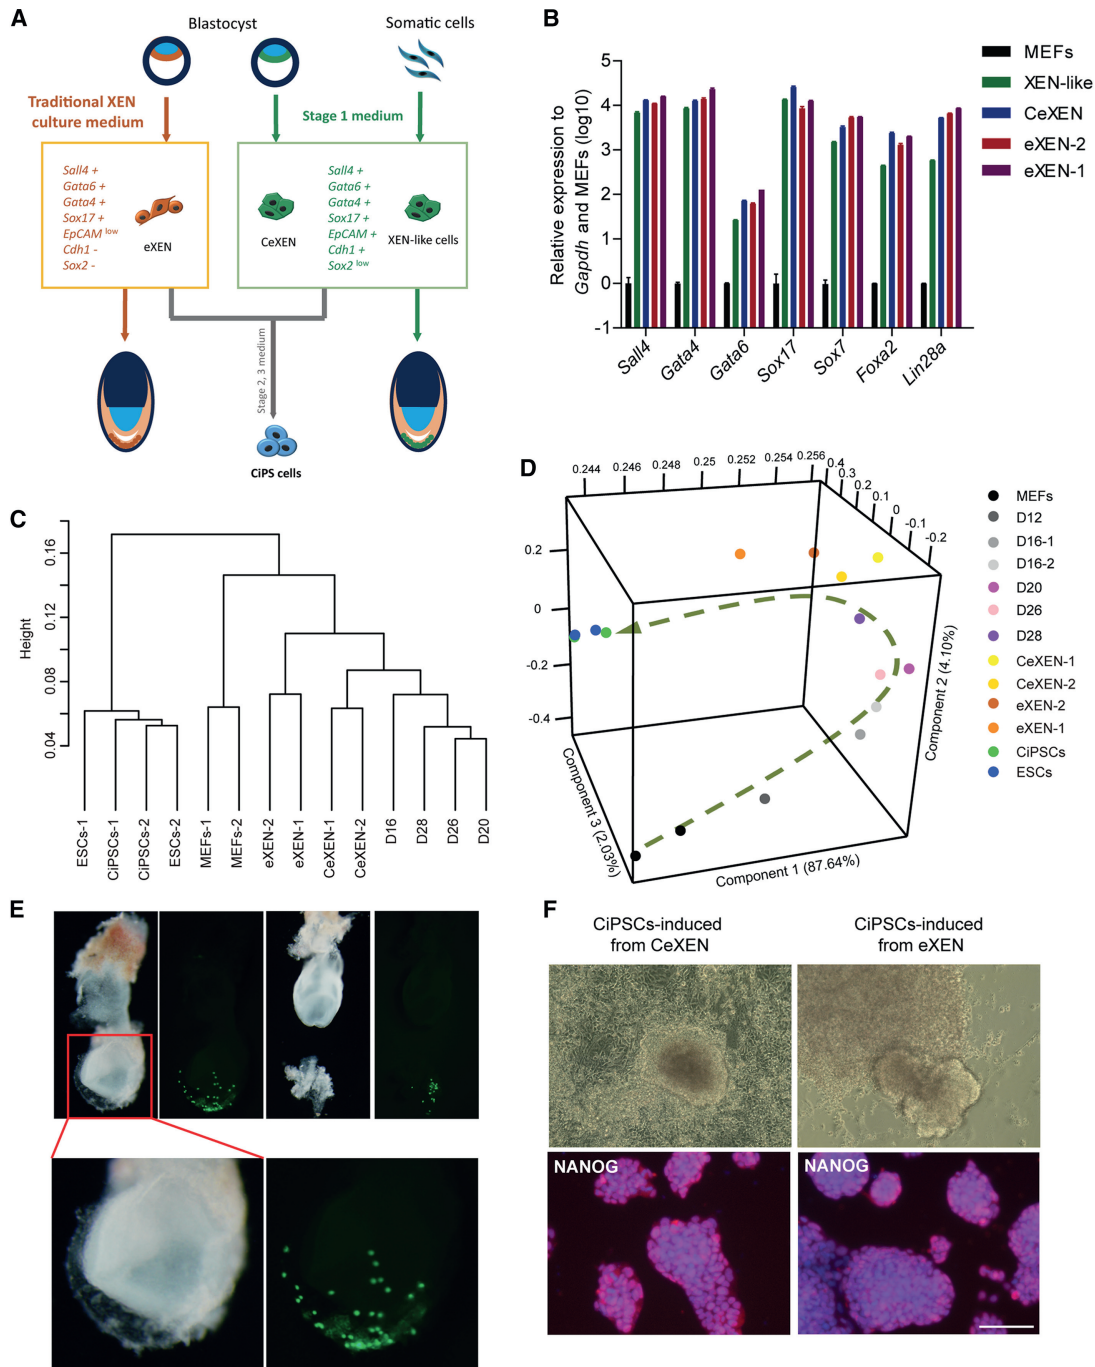 A
Blastocyst
Somatic cells
Traditional XEN
culture medium
Stage 1 medium
Sall4 +
Gata6 +
Gata4 +
Sox17 +
EpCAM low
Cdh1 -
Sox2 -
eXEN
CeXEN
Sall4 +
Gata6 +
Gata4 +
Sox17 +
EpCAM +
Cdh1 +
Sox2 low
XEN-like cells
Stage 2, 3 medium
CiPS cells
B
Relative expression to
Gapdh and MEFs (log10)
5
4
3
2
1
0
-1
Sall4
Gata4
Gata6
Sox17
Sox7
Foxa2
Lin28a
MEFs
XEN-like
CeXEN
eXEN-2
eXEN-1
C
Height
0.16
0.12
0.08
0.04
ESCs-1
CiPSCs-1
CiPSCs-2
ESCs-2
MEFs-1
MEFs-2
eXEN-2
eXEN-1
CeXEN-1
CeXEN-2
D16
D28
D26
D20
D
0.244
0.246
0.248
0.25
0.252
0.254
0.256
0.4
0.3
0.2
0.1
0
-0.1
-0.2
0.2
0
-0.2
-0.4
Component 3 (2.03%)
Component 1 (87.64%)
Component 2 (4.10%)
MEFs
D12
D16-1
D16-2
D20
D26
D28
CeXEN-1
CeXEN-2
eXEN-2
eXEN-1
CiPSCs
ESCs
E
F
CiPSCs-induced
from CeXEN
CiPSCs-induced
from eXEN
NANOG
NANOG